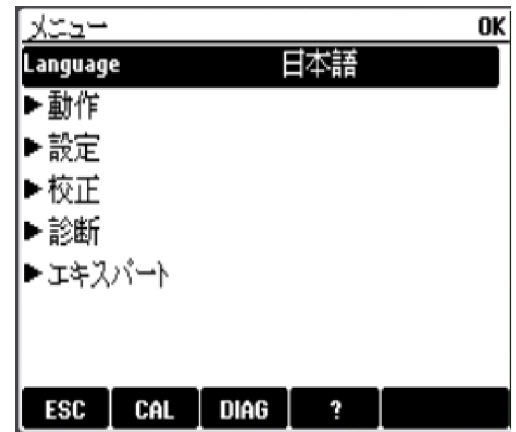 メニュー OK
Language 日本語
▶動作
▶設定
▶校正
▶診断
▶エキスパート
ESC CAL DIAG ?